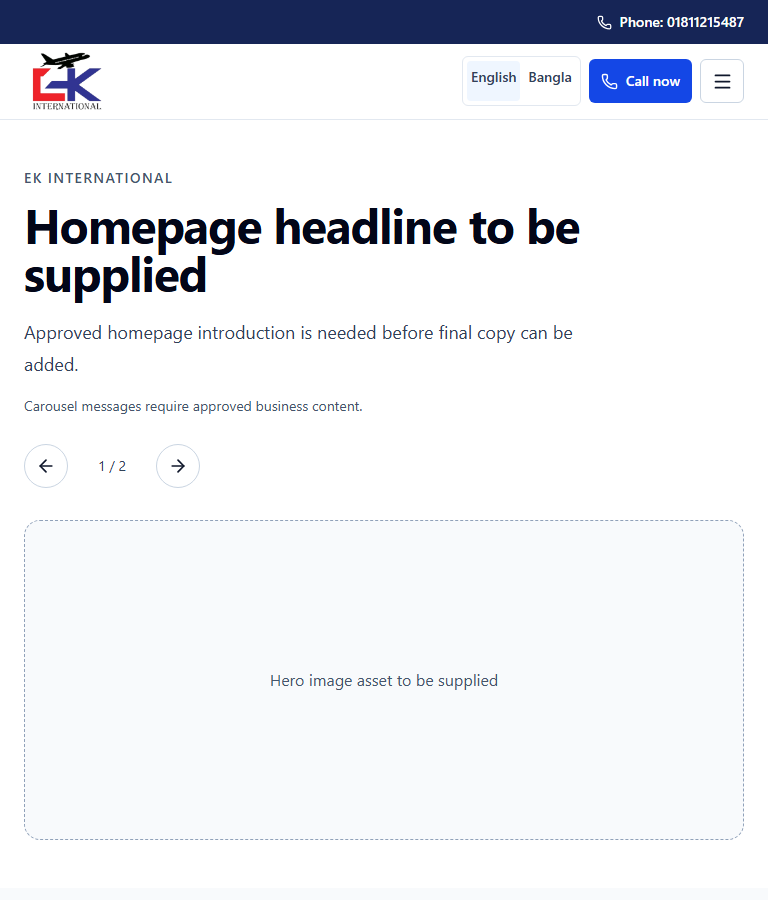 Phone: 01811215487
EK
INTERNATIONAL
English Bangla
Call now
EK INTERNATIONAL
Homepage headline to be
supplied
Approved homepage introduction is needed before final copy can be
added.
Carousel messages require approved business content.
1 / 2
Hero image asset to be supplied